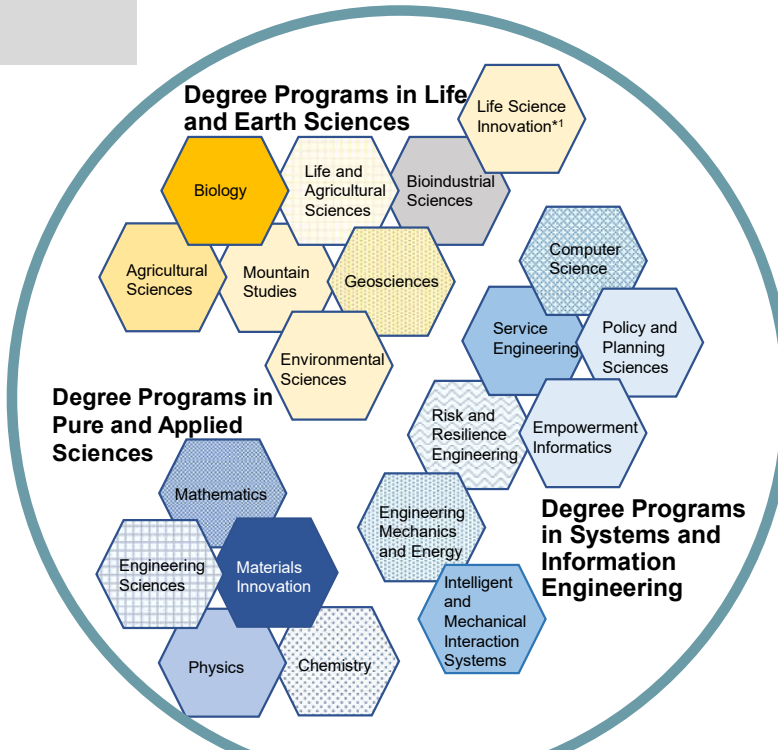 Degree Programs in Life
and Earth Sciences
Life Science
Innovation*1
Biology
Life and
Agricultural
Sciences
Bioindustrial
Sciences
Agricultural
Sciences
Mountain
Studies
Geosciences
Environmental
Sciences
Computer
Science
Service
Engineering
Policy and
Planning
Sciences
Risk and
Resilience
Engineering
Empowerment
Informatics
Engineering
Mechanics
and Energy
Intelligent
and
Mechanical
Interaction
Systems
Degree Programs
in Systems and
Information
Engineering
Degree Programs in
Pure and Applied
Sciences
Mathematics
Engineering
Sciences
Materials
Innovation
Physics
Chemistry